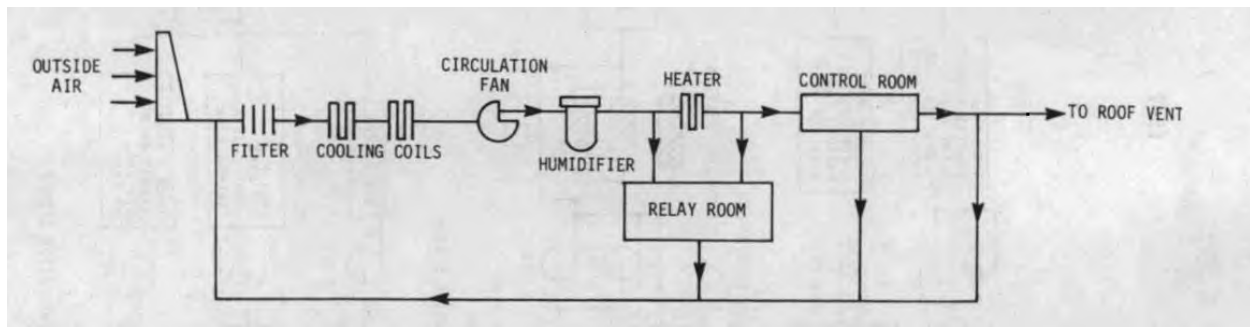 OUTSIDE
AIR
FILTER
COOLING COILS
CIRCULATION
FAN
HUMIDIFIER
HEATER
RELAY ROOM
CONTROL ROOM
TO ROOF VENT